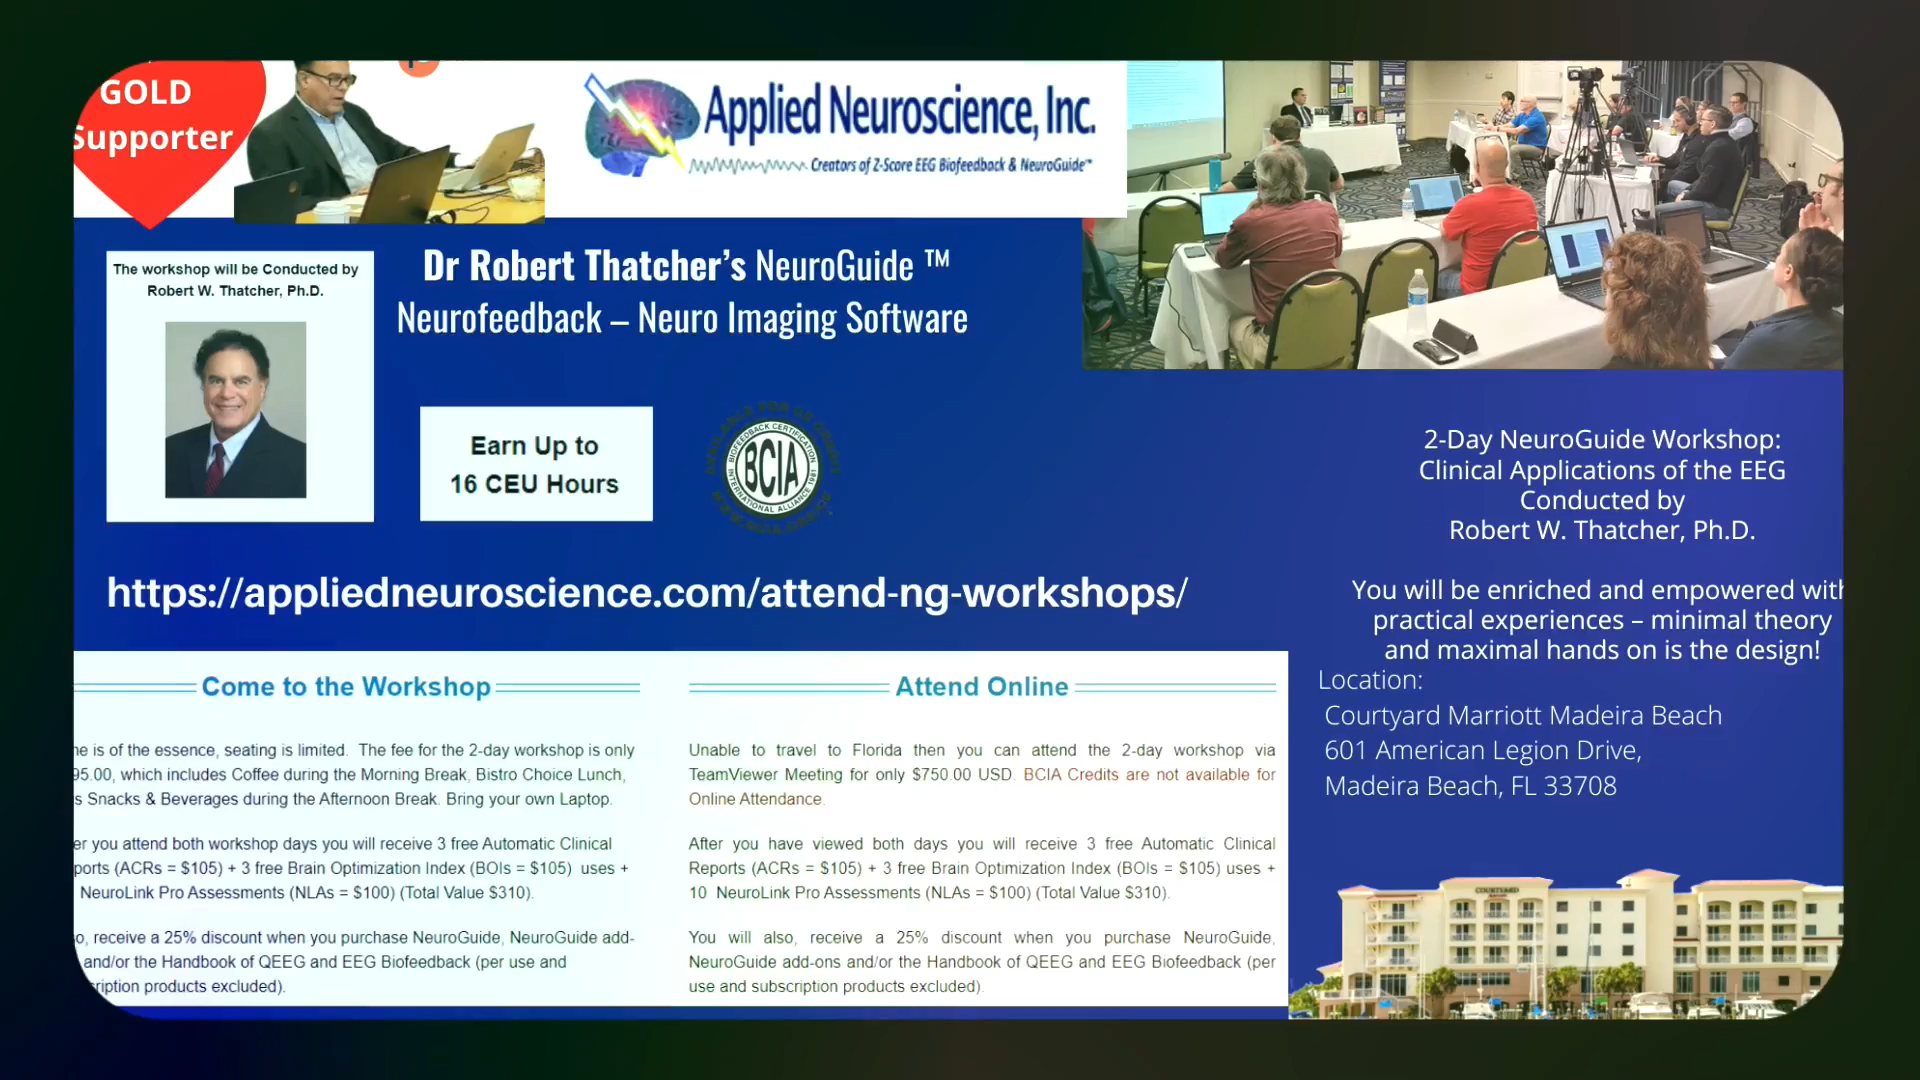 GOLD
Supporter
Applied Neuroscience, Inc.
Creators of Z-Score EEG Biofeedback & NeuroGuide™
The workshop will be Conducted by
Robert W. Thatcher, Ph.D.
Dr Robert Thatcher's NeuroGuide ™
Neurofeedback – Neuro Imaging Software
Earn Up to
16 CEU Hours
BIOFEEDBACK CERTIFICATION
BCIA
INTERNATIONAL ALLIANCE 1981
https://appliedneuroscience.com/attend-ng-workshops/
2-Day NeuroGuide Workshop:
Clinical Applications of the EEG
Conducted by
Robert W. Thatcher, Ph.D.
You will be enriched and empowered with
practical experiences – minimal theory
and maximal hands on is the design!
Location:
Courtyard Marriott Madeira Beach
601 American Legion Drive,
Madeira Beach, FL 33708
COURTYARD
Come to the Workshop
is of the essence, seating is limited. The fee for the 2-day workshop is only
95.00, which includes Coffee during the Morning Break, Bistro Choice Lunch,
Snacks & Beverages during the Afternoon Break. Bring your own Laptop.
you attend both workshop days you will receive 3 free Automatic Clinical
ports (ACRs = $105) + 3 free Brain Optimization Index (BOIs = $105) uses +
NeuroLink Pro Assessments (NLAs = $100) (Total Value $310).
receive a 25% discount when you purchase NeuroGuide, NeuroGuide add-
and/or the Handbook of QEEG and EEG Biofeedback (per use and
ription products excluded).
Attend Online
Unable to travel to Florida then you can attend the 2-day workshop via
TeamViewer Meeting for only $750.00 USD. BCIA Credits are not available for
Online Attendance.
After you have viewed both days you will receive 3 free Automatic Clinical
Reports (ACRs = $105) + 3 free Brain Optimization Index (BOIs = $105) uses +
10 NeuroLink Pro Assessments (NLAs = $100) (Total Value $310).
You will also, receive a 25% discount when you purchase NeuroGuide,
NeuroGuide add-ons and/or the Handbook of QEEG and EEG Biofeedback (per
use and subscription products excluded).